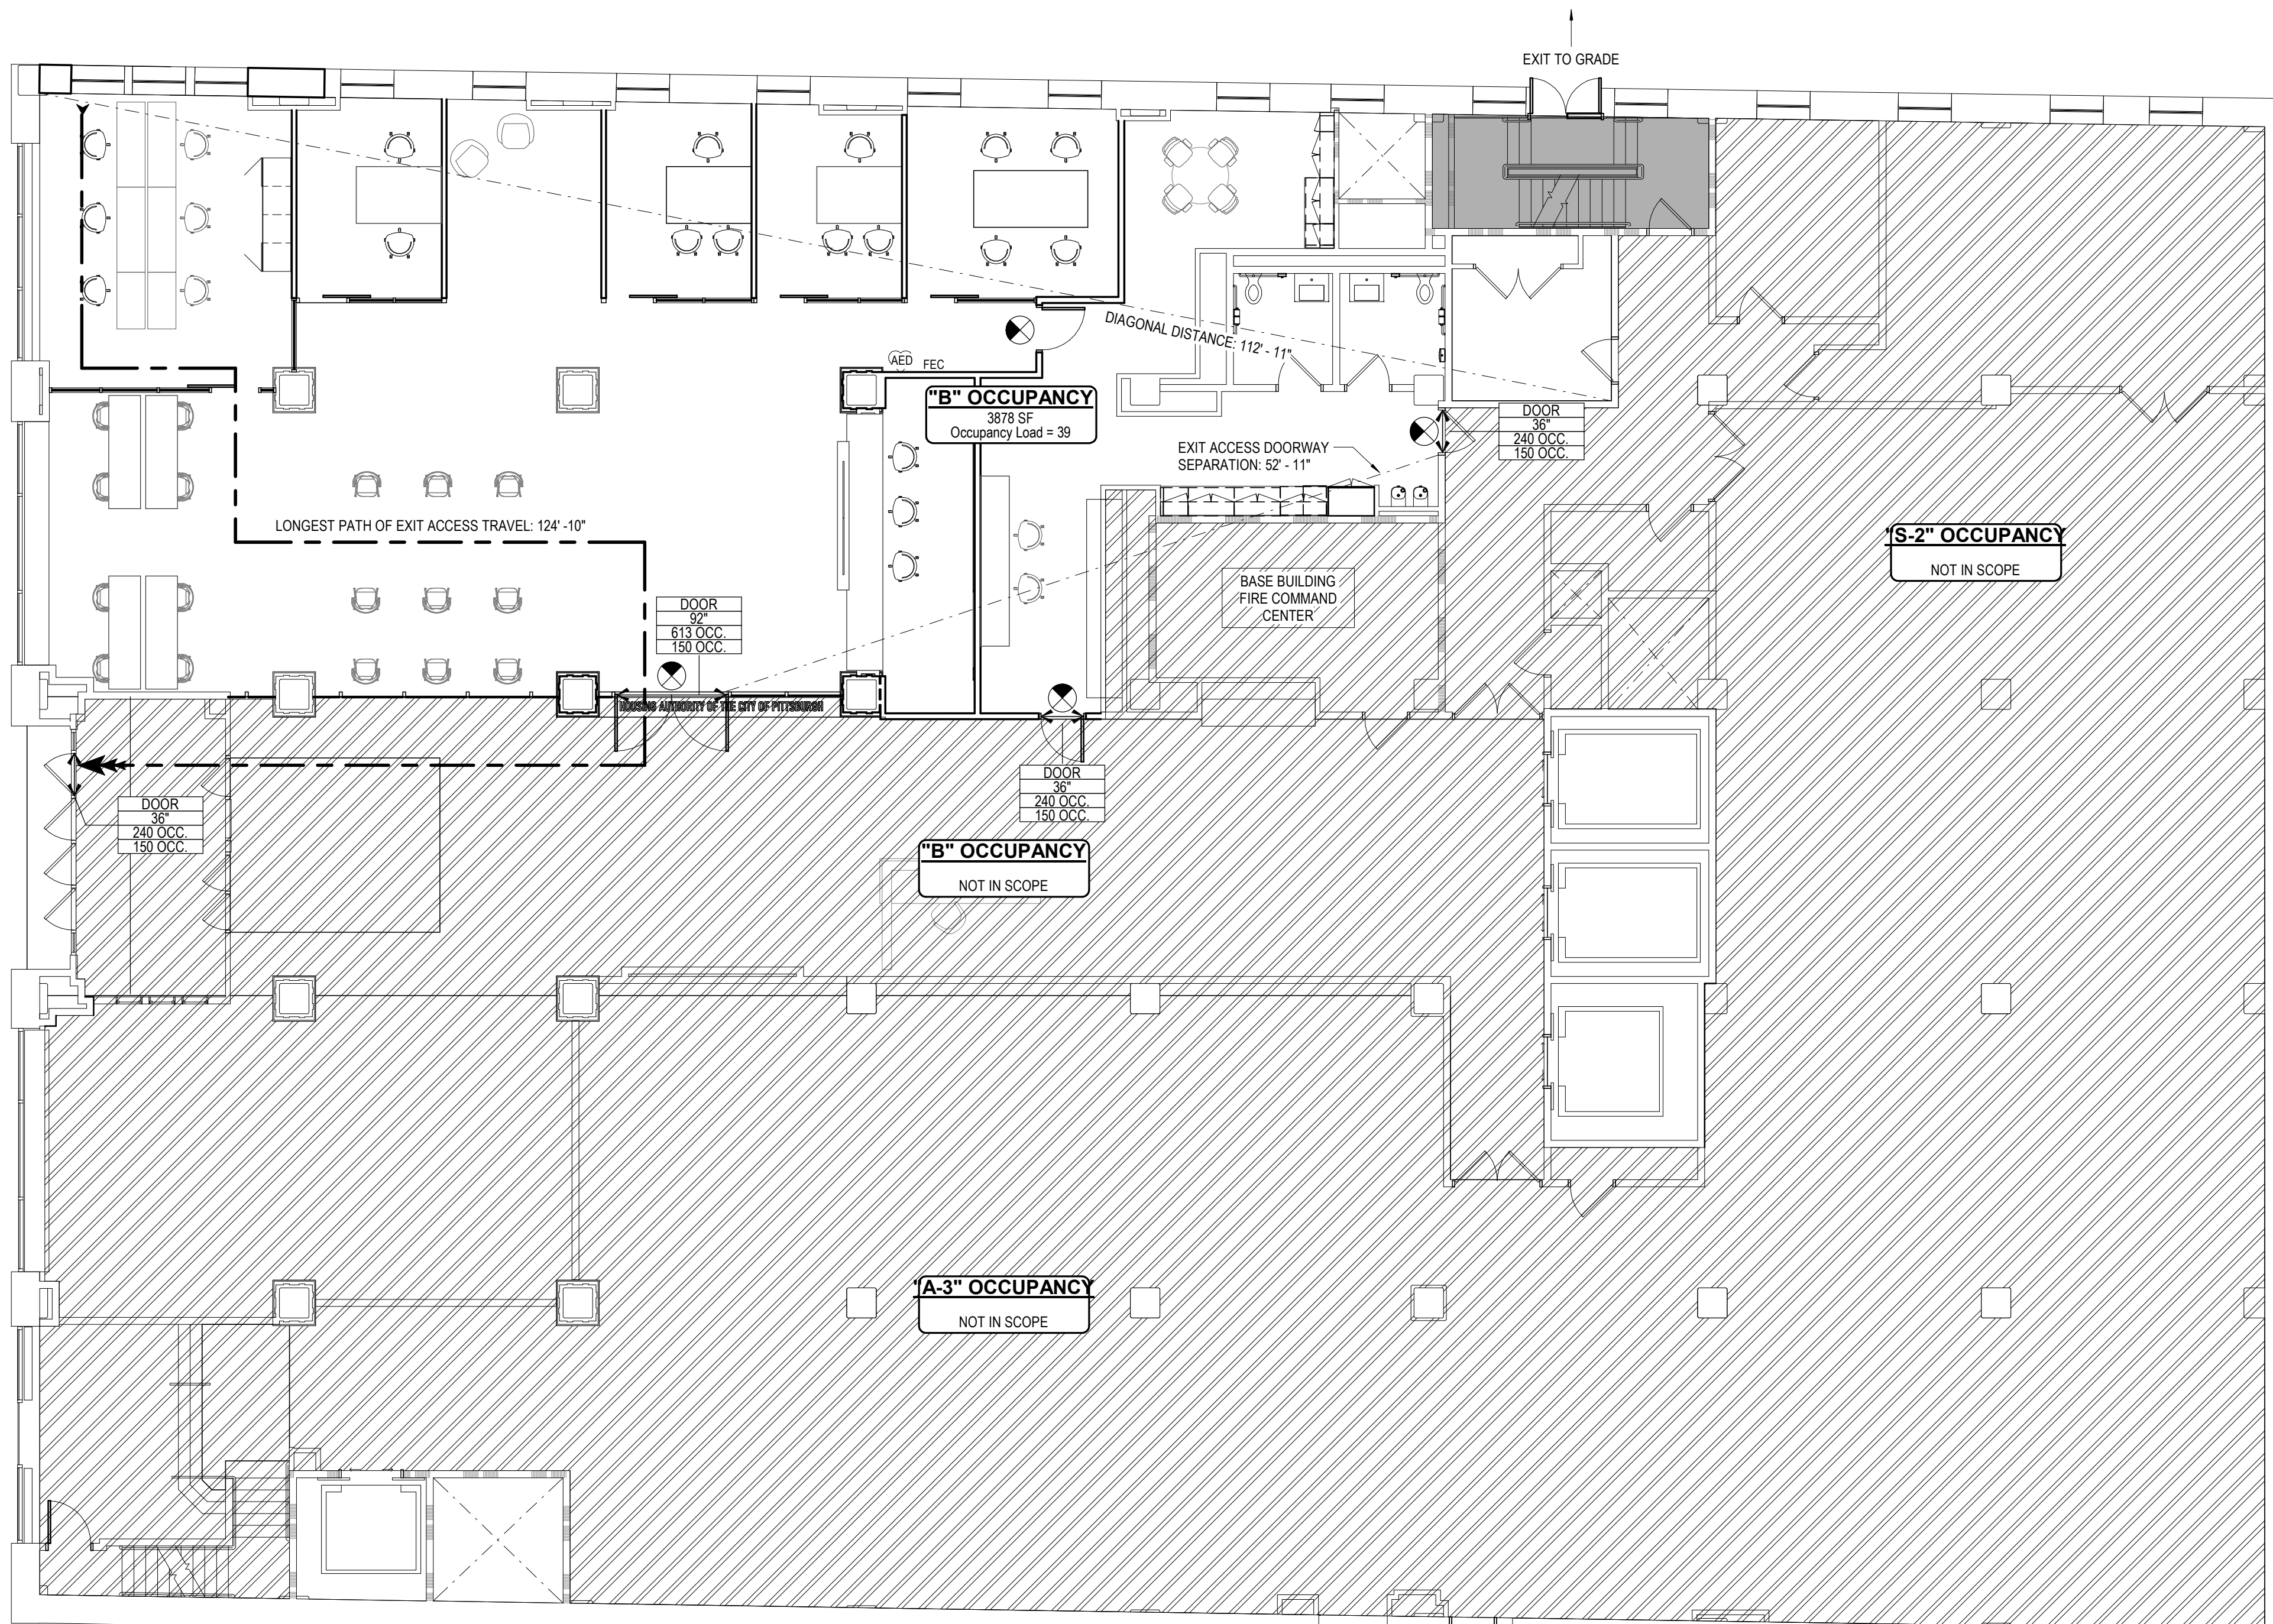 EXIT TO GRADE
DIAGONAL DISTANCE: 112' - 11"
AED
FEC
"B" OCCUPANCY
3878 SF
Occupancy Load = 39
DOOR
36"
240 OCC.
150 OCC.
EXIT ACCESS DOORWAY
SEPARATION: 52' - 11"
LONGEST PATH OF EXIT ACCESS TRAVEL: 124' -10"
"S-2" OCCUPANCY
NOT IN SCOPE
BASE BUILDING
FIRE COMMAND
CENTER
DOOR
92"
613 OCC.
150 OCC.
HOUSING AUTHORITY OF THE CITY OF PITTSBURGH
DOOR
36"
240 OCC.
150 OCC.
DOOR
36"
240 OCC.
150 OCC.
"B" OCCUPANCY
NOT IN SCOPE
"A-3" OCCUPANCY
NOT IN SCOPE